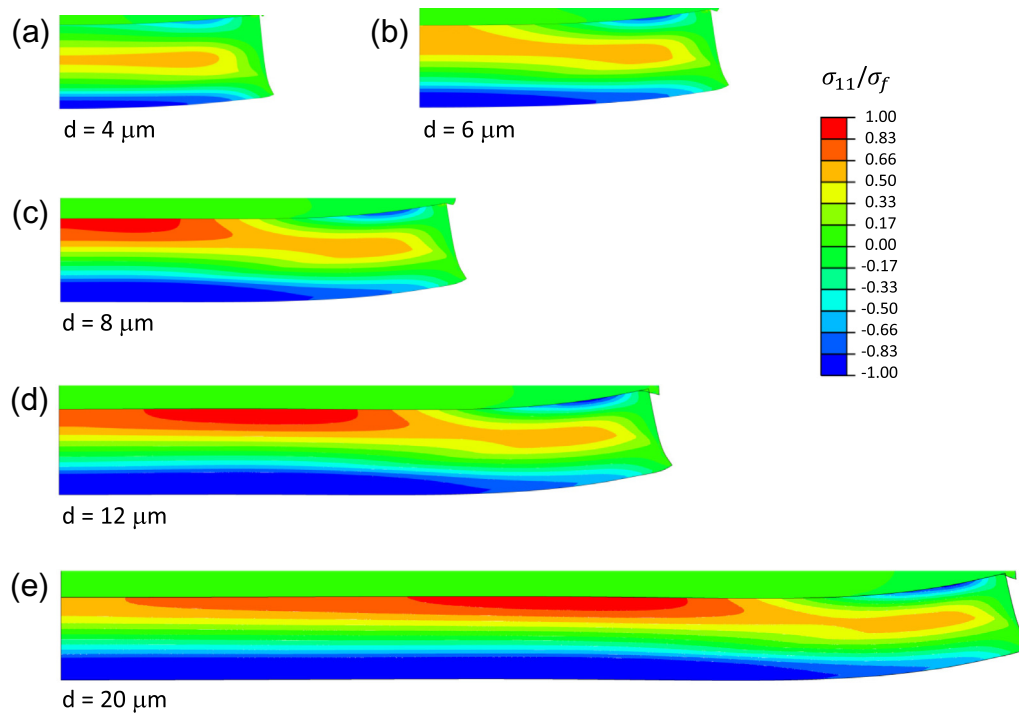 (a)
d = 4 μm
(b)
d = 6 μm
σ₁₁/σf
1.00
0.83
0.66
0.50
0.33
0.17
0.00
-0.17
-0.33
-0.50
-0.66
-0.83
-1.00
(c)
d = 8 μm
(d)
d = 12 μm
(e)
d = 20 μm